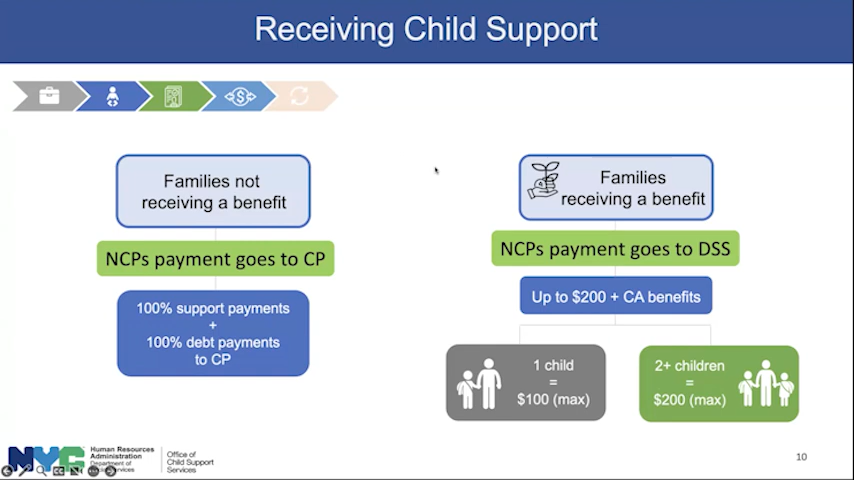 Receiving Child Support
Families not
receiving a benefit
NCPs payment goes to CP
100% support payments
+
100% debt payments
to CP
Families
receiving a benefit
NCPs payment goes to DSS
Up to $200 + CA benefits
1 child
=
$100 (max)
2+ children
=
$200 (max)
NYC
Human Resources
Administration
Department of
Services
Office of
Child Support
Services
10